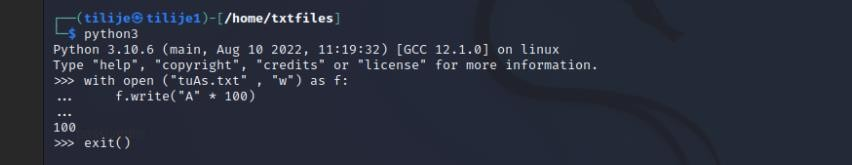 ┌──(tilije㉿tilije1)-[/home/txtfiles]
└─$ python3
Python 3.10.6 (main, Aug 10 2022, 11:19:32) [GCC 12.1.0] on linux
Type "help", "copyright", "credits" or "license" for more information.
>>> with open ("tuAs.txt" , "w") as f:
...     f.write("A" * 100)
...
100
>>> exit()